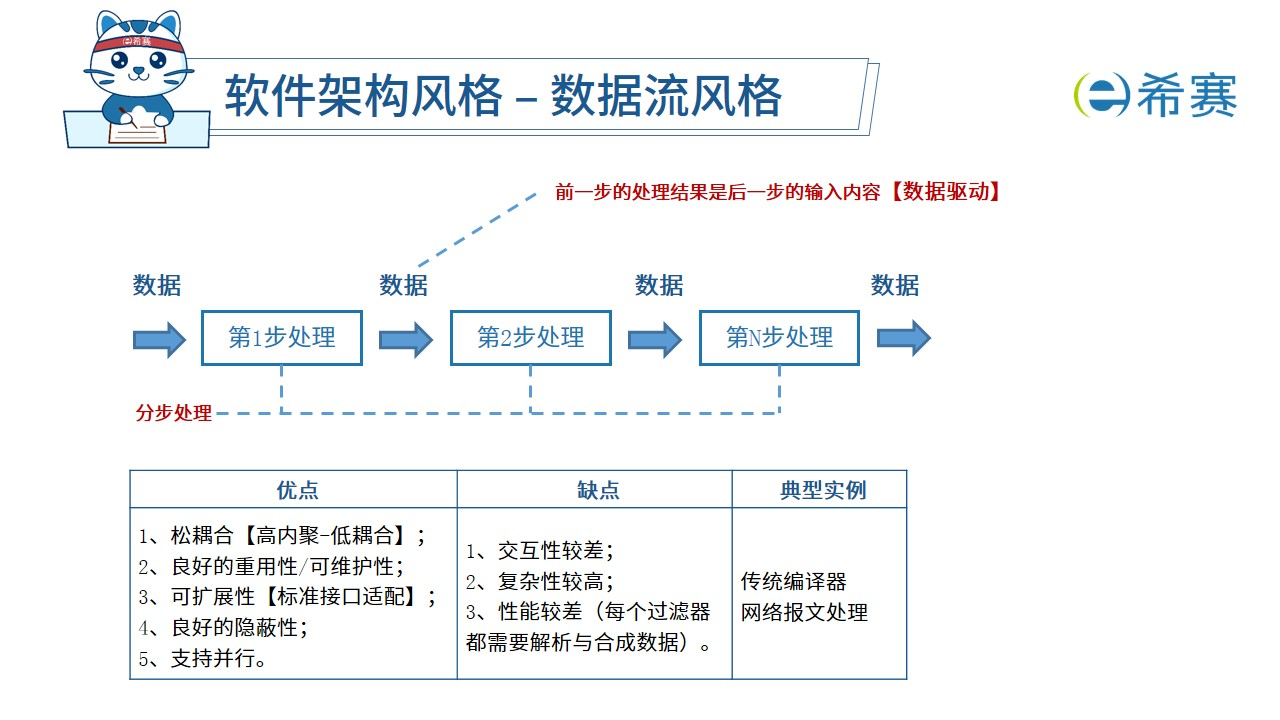 希赛
软件架构风格 – 数据流风格
希赛
前一步的处理结果是后一步的输入内容【数据驱动】
数据 数据 数据 数据
第1步处理 第2步处理 第N步处理
分步处理
优点 缺点 典型实例
1、松耦合【高内聚-低耦合】;
2、良好的重用性/可维护性;
3、可扩展性【标准接口适配】;
4、良好的隐蔽性;
5、支持并行。
1、交互性较差;
2、复杂性较高;
3、性能较差（每个过滤器
都需要解析与合成数据）。
传统编译器
网络报文处理